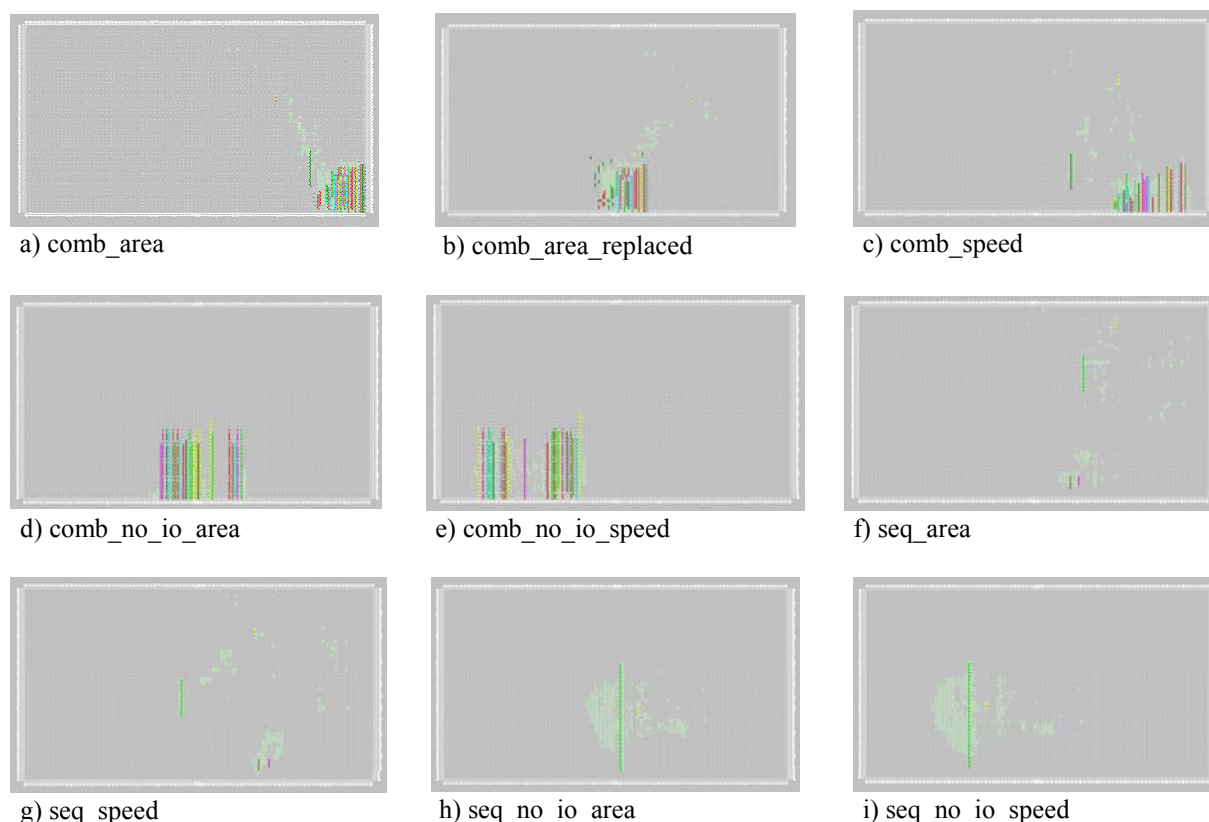 a) comb_area
b) comb_area_replaced
c) comb_speed
d) comb_no_io_area
e) comb_no_io_speed
f) seq_area
g) seq_speed
h) seq_no_io_area
i) seq_no_io_speed